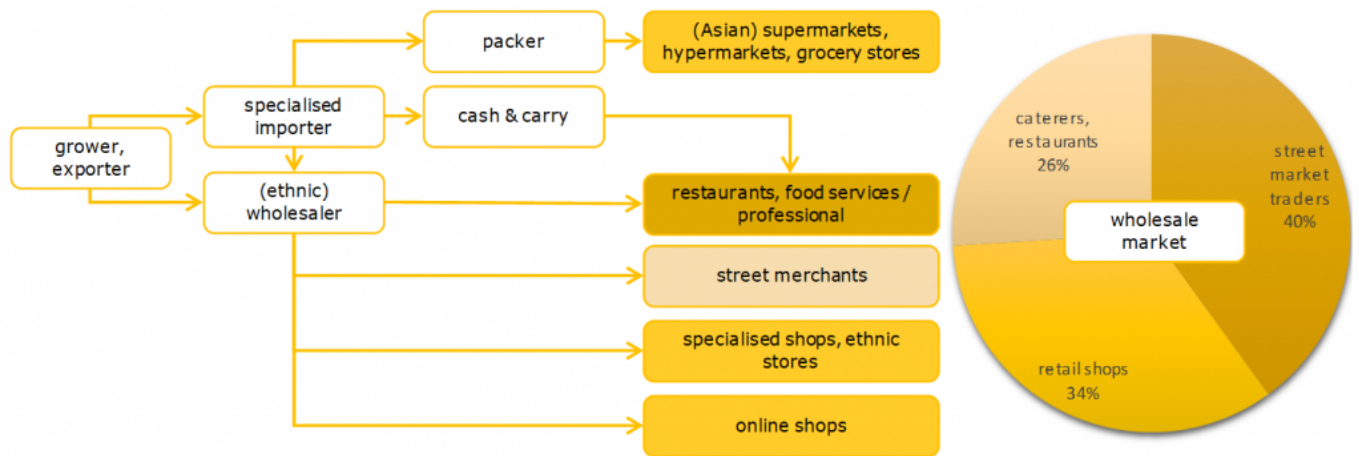 packer
(Asian) supermarkets,
hypermarkets, grocery stores
specialised
importer
cash & carry
grower,
exporter
(ethnic)
wholesaler
restaurants, food services /
professional
street merchants
specialised shops, ethnic
stores
online shops
caterers,
restaurants
26%
street
market
traders
40%
wholesale
market
retail shops
34%